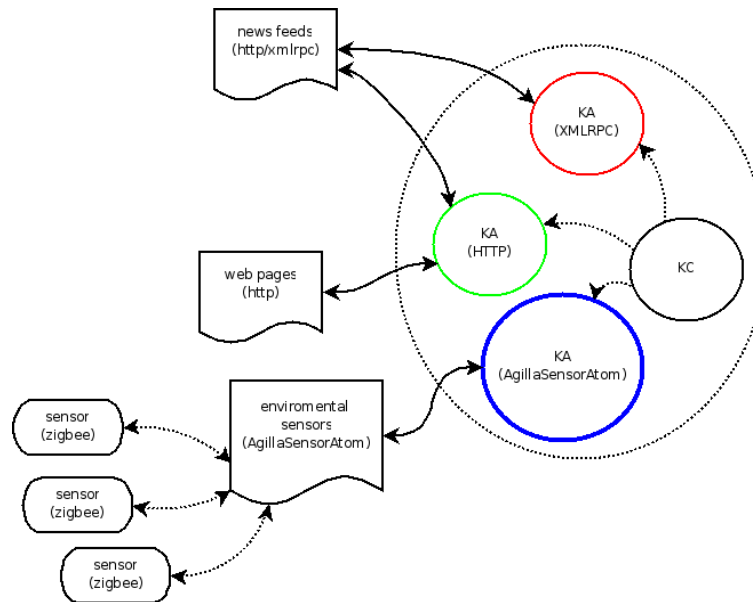 news feeds
(http/xmlrpc)
KA
(XMLRPC)
KA
(HTTP)
web pages
(http)
KC
KA
(AgillaSensorAtom)
enviromental
sensors
(AgillaSensorAtom)
sensor
(zigbee)
sensor
(zigbee)
sensor
(zigbee)